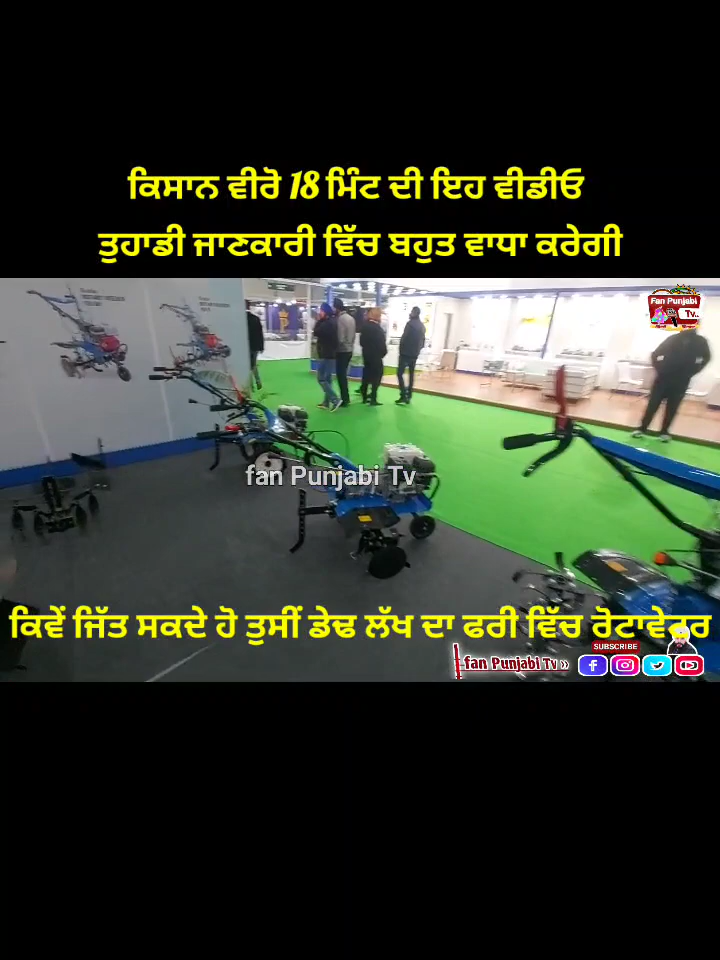 ਕਿਸਾਨ ਵੀਰੋ 18 ਮਿੰਟ ਦੀ ਇਹ ਵੀਡੀਓ
ਤੁਹਾਡੀ ਜਾਣਕਾਰੀ ਵਿੱਚ ਬਹੁਤ ਵਾਧਾ ਕਰੇਗੀ
Fan Punjabi
Tv..
fan Punjabi Tv
ਕਿਵੇਂ ਜਿੱਤ ਸਕਦੇ ਹੋ ਤੁਸੀਂ ਡੇਢ ਲੱਖ ਦਾ ਫਰੀ ਵਿੱਚ ਰੋਟਾਵੇਟਰ
SUBSCRIBE
fan Punjabi Tv »